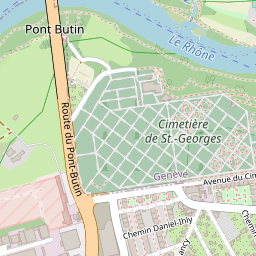 Pont Butin
Le Rhône
Route du Pont-Butin
Cimetière
de St.-Georges
Genève
Avenue du Cim
Chemin Daniel-Ihly
ancy